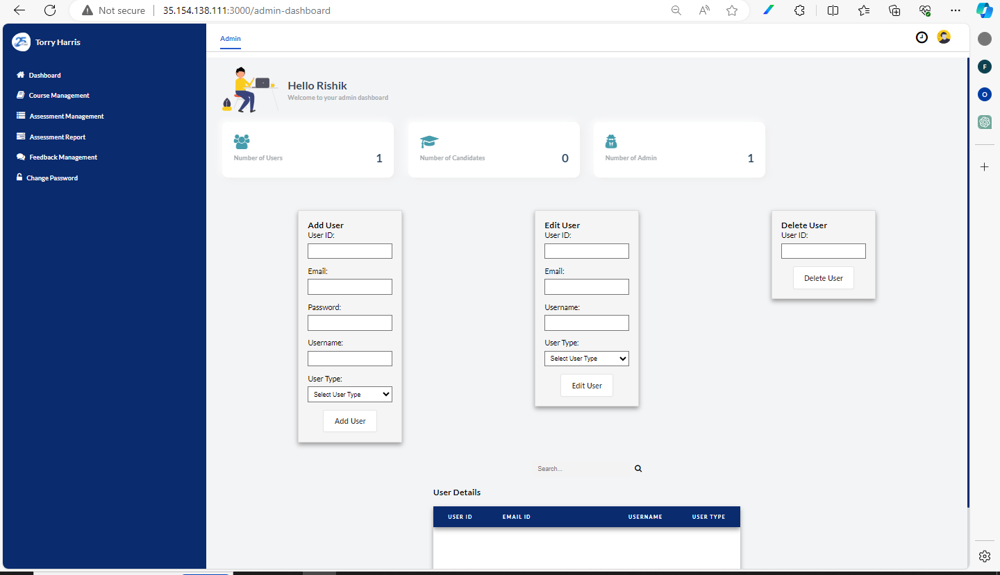 Not secure
35.154.138.111:3000/admin-dashboard
25
Torry Harris
Dashboard
Course Management
Assessment Management
Assessment Report
Feedback Management
Change Password
Admin
Hello Rishik
Welcome to your admin dashboard
Number of Users 1
Number of Candidates 0
Number of Admin 1
Add User
User ID:
Email:
Password:
Username:
User Type:
Select User Type
Add User
Edit User
User ID:
Email:
Username:
User Type:
Select User Type
Edit User
Delete User
User ID:
Delete User
Search...
User Details
USER ID EMAIL ID USERNAME USER TYPE
F
O